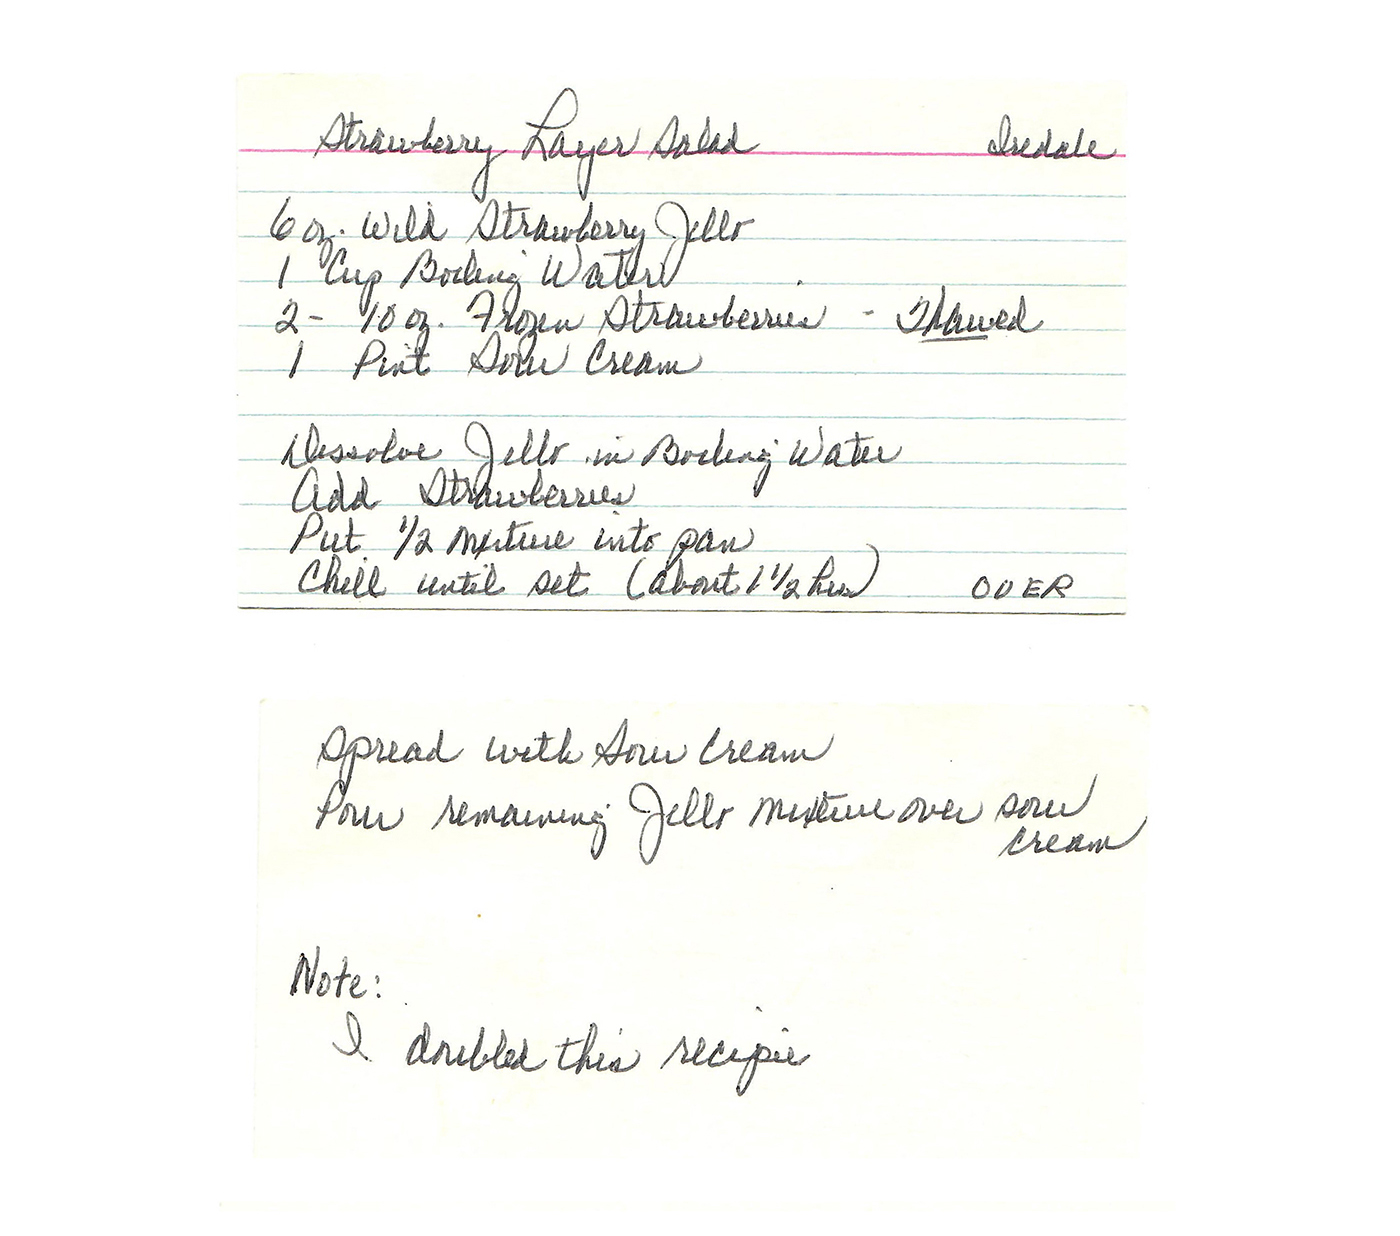 Strawberry Layer Salad Iredale
6 oz. Wild Strawberry Jello
1 Cup Boiling Water
2 - 10 oz. Frozen Strawberries - Thawed
1 Pint Sour Cream
Dissolve Jello in Boiling Water
Add Strawberries
Put 1/2 mixture into pan
Chill until set (about 1 1/2 hrs) OVER
Spread with Sour Cream
Pour remaining Jello mixture over sour
cream
Note:
I doubled this recipie